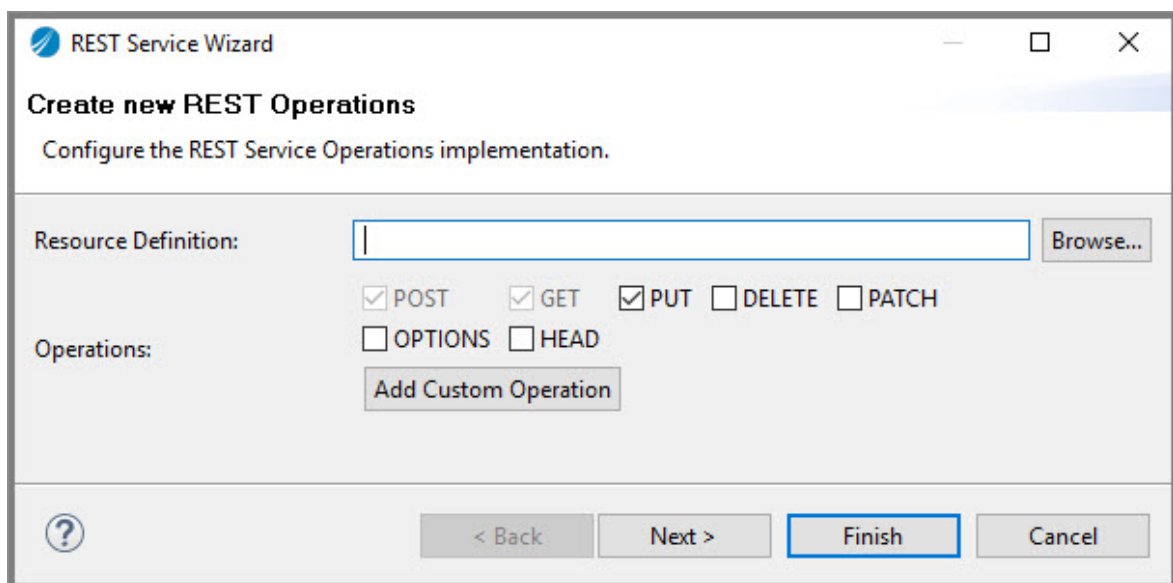 REST Service Wizard
Create new REST Operations
Configure the REST Service Operations implementation.
Resource Definition:
Browse...
POST GET PUT DELETE PATCH
Operations:
OPTIONS HEAD
Add Custom Operation
?
< Back Next > Finish Cancel